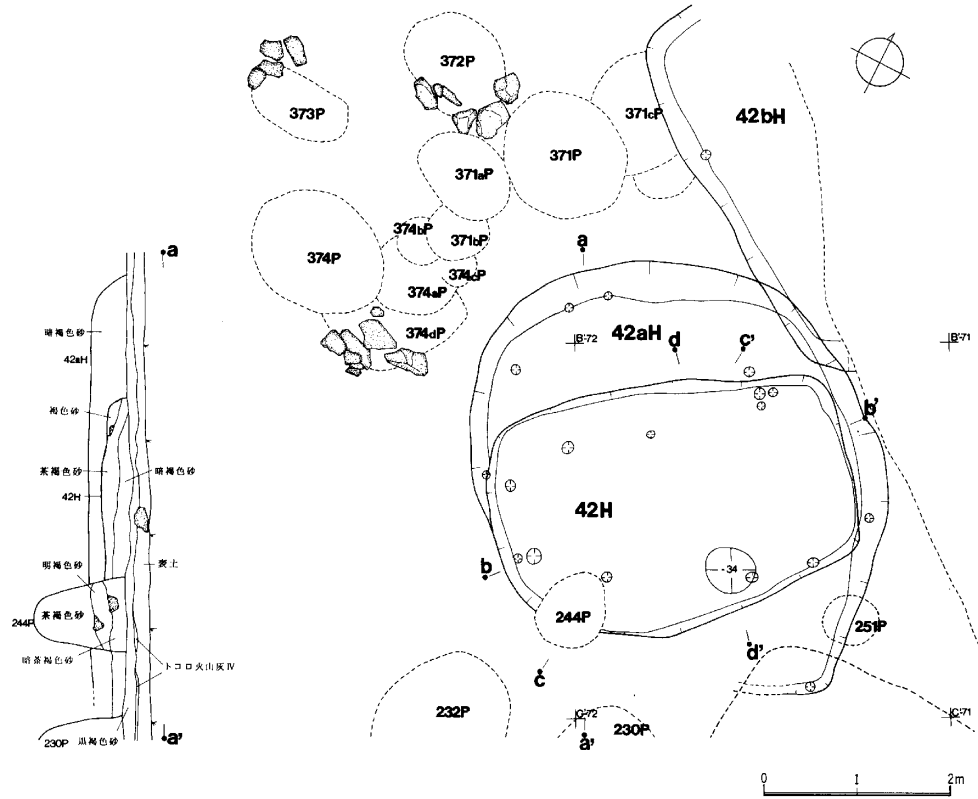 372P
373P
371cP
42bH
371P
371aP
374bP
371bP
374P
a
a
374cP
374aP
暗褐色砂
42aH
374dP
42aH
B'-72
d
c'
B'-71
褐色砂
b'
茶褐色砂
暗褐色砂
42H
42H
表土
明褐色砂
b
-34
244P
茶褐色砂
244P
251P
暗茶褐色砂
トコロ火山灰Ⅳ
c
d'
232P
C'-72
230P
C'-71
230P
黒褐色砂
a'
a'
0 1 2m